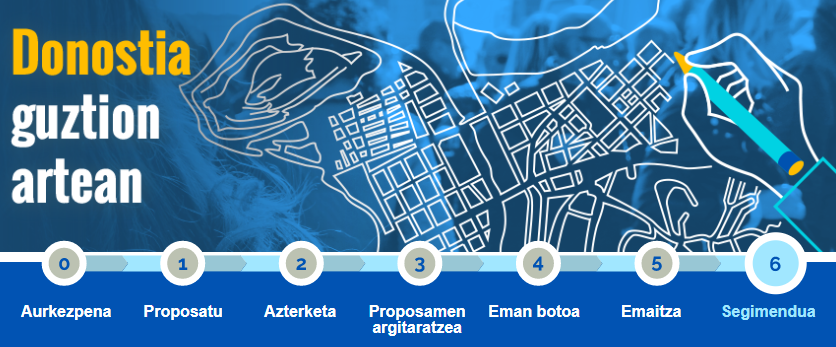 Donostia
guztion
artean
0 1 2 3 4 5 6
Aurkezpena Proposatu Azterketa Proposamen argitaratzea Eman botoa Emaitza Segimendua